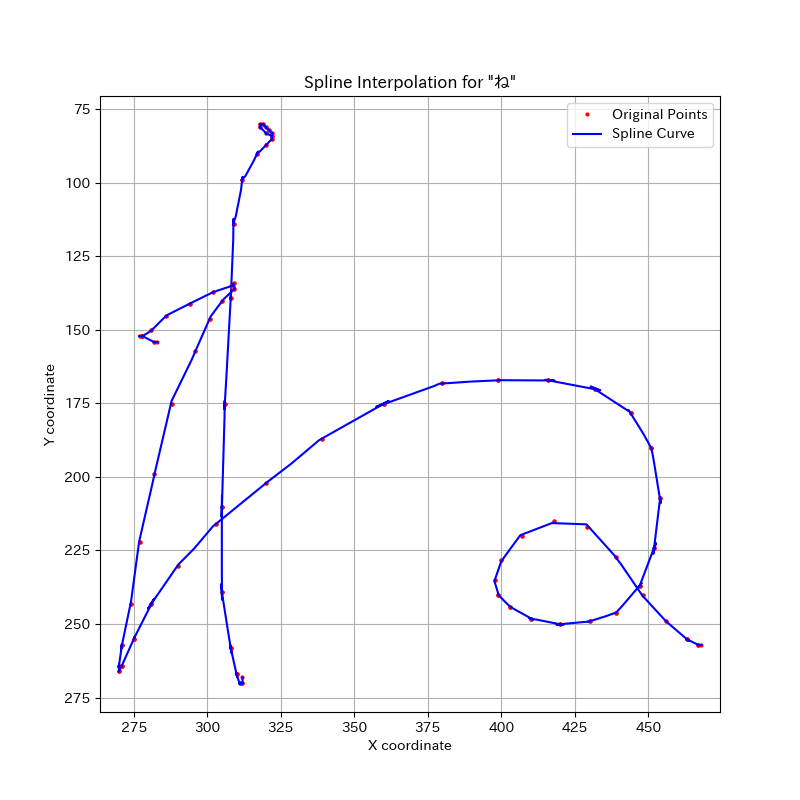 Spline Interpolation for "ね"
Original Points
Spline Curve
75
100
125
150
175
200
225
250
275
Y coordinate
275 300 325 350 375 400 425 450
X coordinate
ね